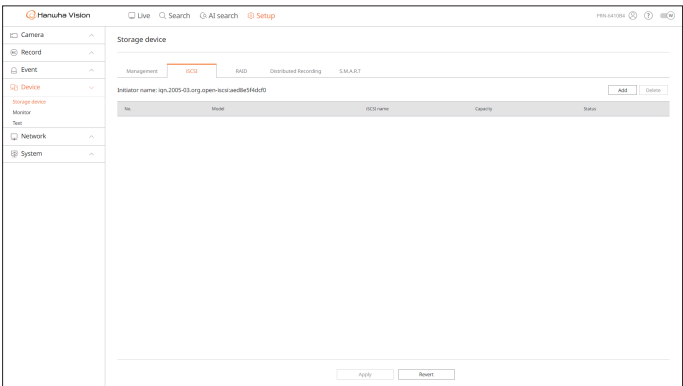 Hanwha Vision
Live Search AI search Setup
PRN-6410B4
Camera
Record
Event
Device
Storage device
Monitor
Text
Network
System
Storage device
Management iSCSI RAID Distributed Recording S.M.A.R.T
Initiator name: iqn.2005-03.org.open-iscsi:aed8e5f4dcf0
Add Delete
No. Model iSCSI name Capacity Status
Apply Revert